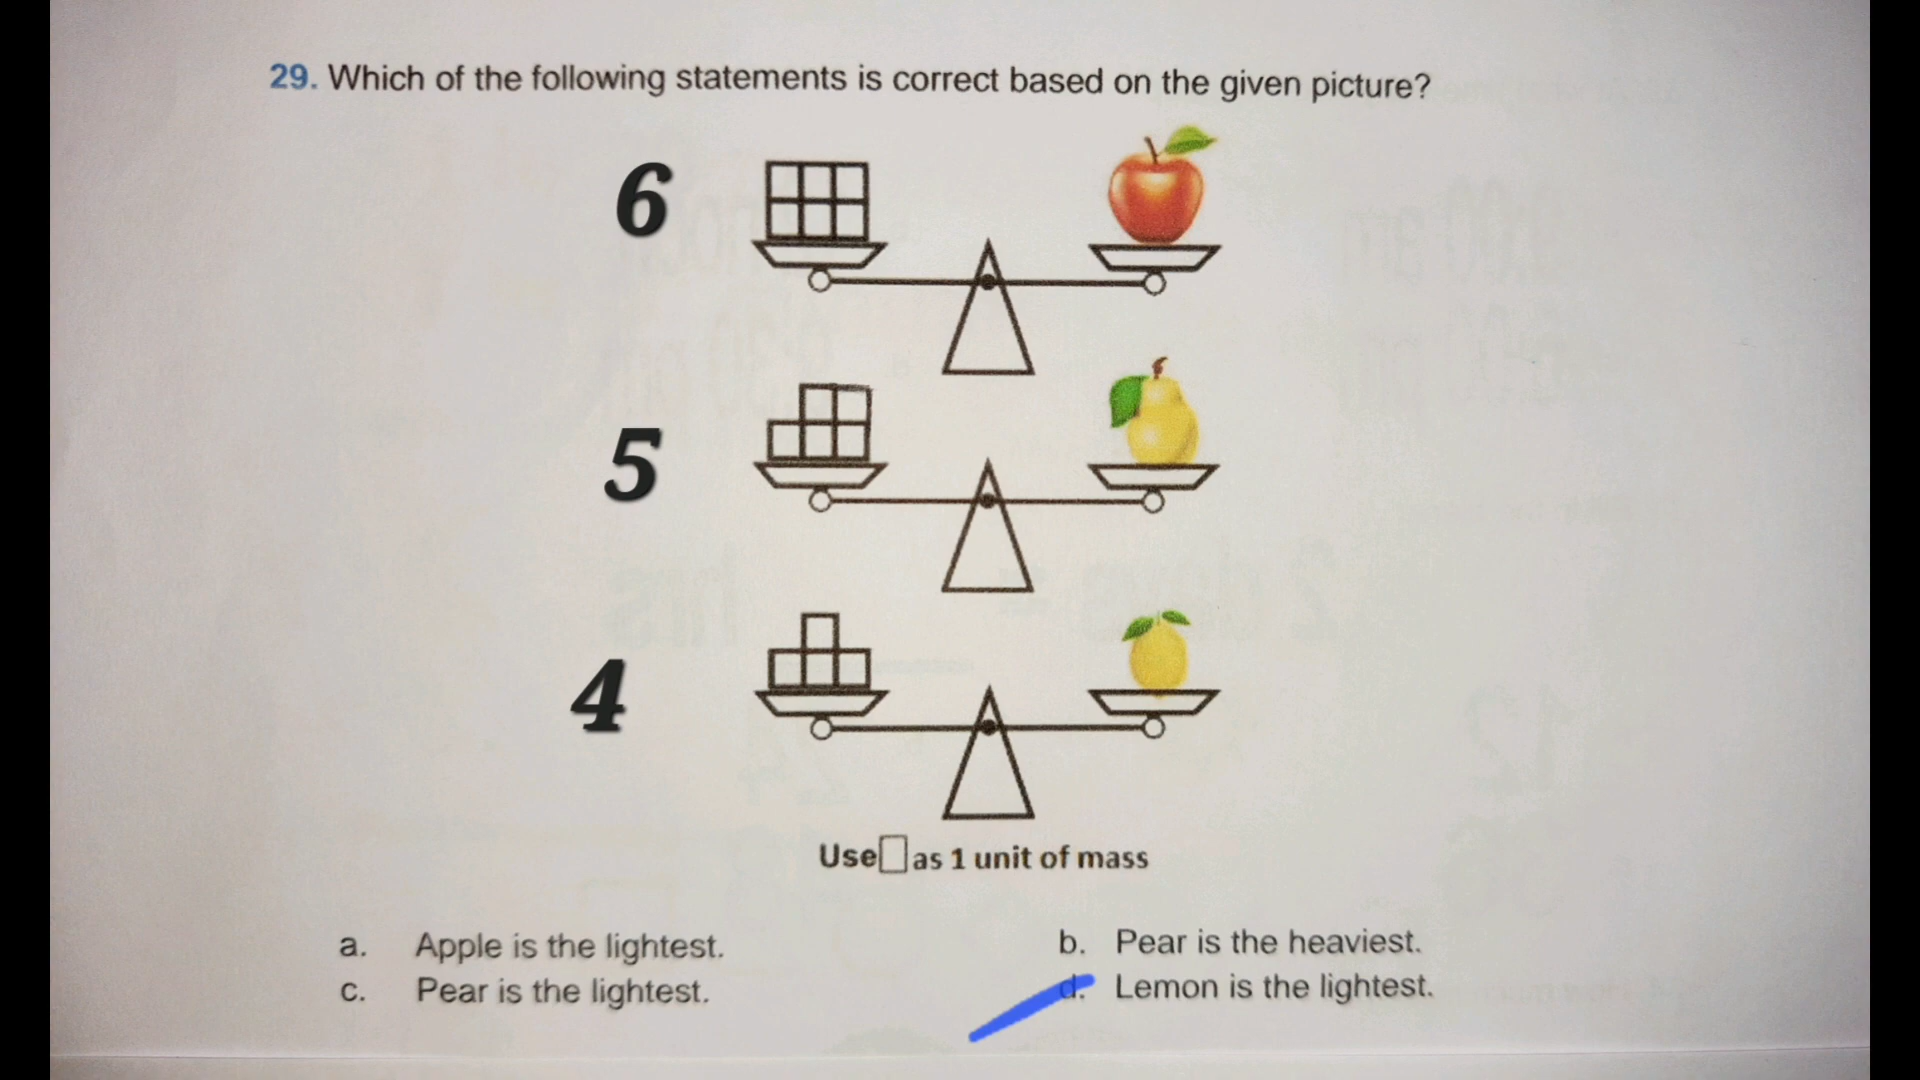 29. Which of the following statements is correct based on the given picture?
6
5
4
Use □ as 1 unit of mass
a. Apple is the lightest.
b. Pear is the heaviest.
c. Pear is the lightest.
d. Lemon is the lightest.